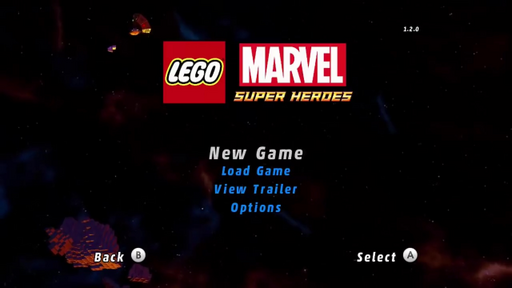 1.2.0
LEGO MARVEL
SUPER HEROES
New Game
Load Game
View Trailer
Options
Back B
Select A